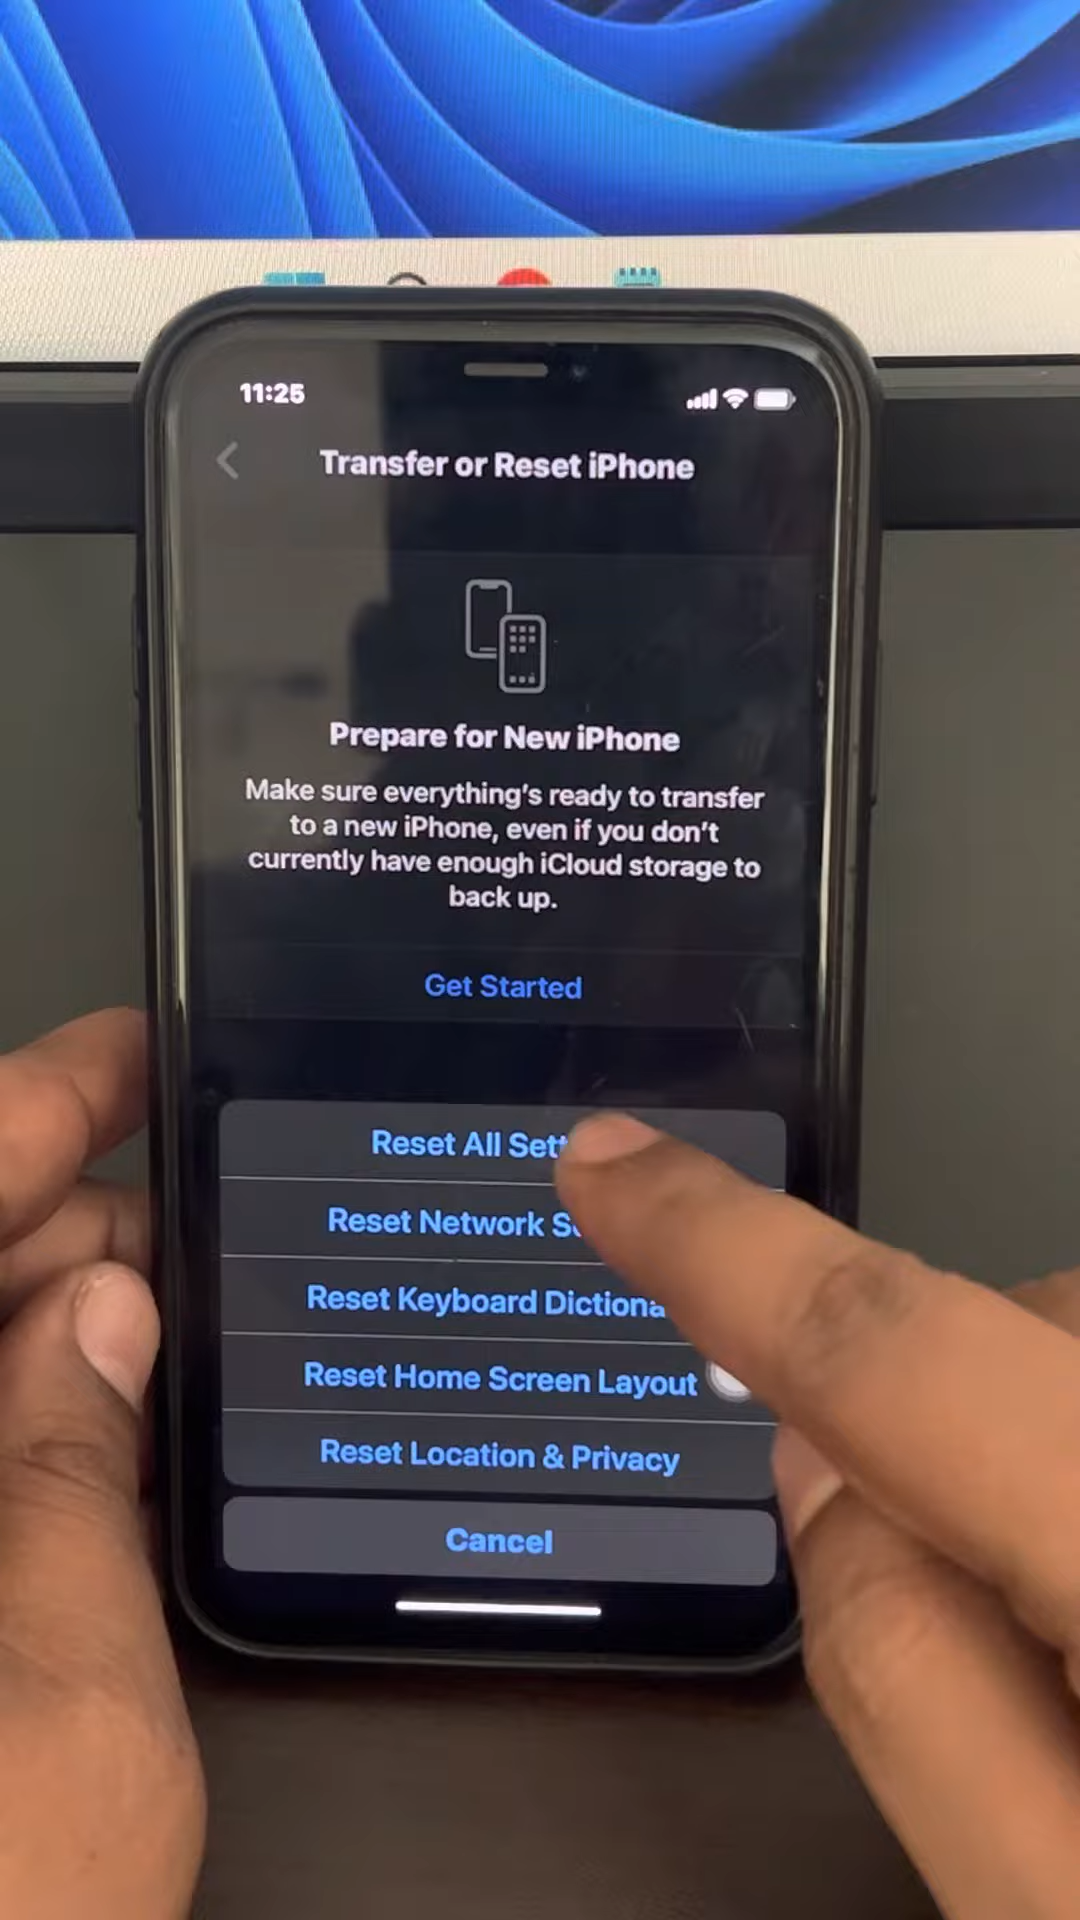 11:25
Transfer or Reset iPhone
Prepare for New iPhone
Make sure everything's ready to transfer
to a new iPhone, even if you don't
currently have enough iCloud storage to
back up.
Get Started
Reset All
Reset Network
Reset Keyboard
Reset Home Screen Layout
Reset Location & Privacy
Cancel